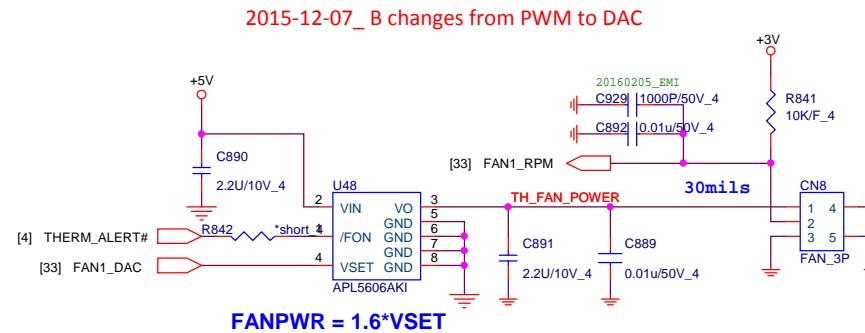 2015-12-07_ B changes from PWM to DAC
+3V
20160205_EMI
+5V
C929 1000P/50V_4
R841
10K/F_4
C892 0.01u/50V_4
C890
2.2U/10V_4
[33] FAN1_RPM
30mils
CN8
U48
2 VIN VO 3
TH_FAN_POWER
1 4
GND 5
2
[4] THERM_ALERT# R842 *short_4 1 /FON GND 6
3 5
GND 7
[33] FAN1_DAC 4 VSET GND 8
FAN_3P
C891
2.2U/10V_4
C889
0.01u/50V_4
APL5606AKI
FANPWR = 1.6*VSET